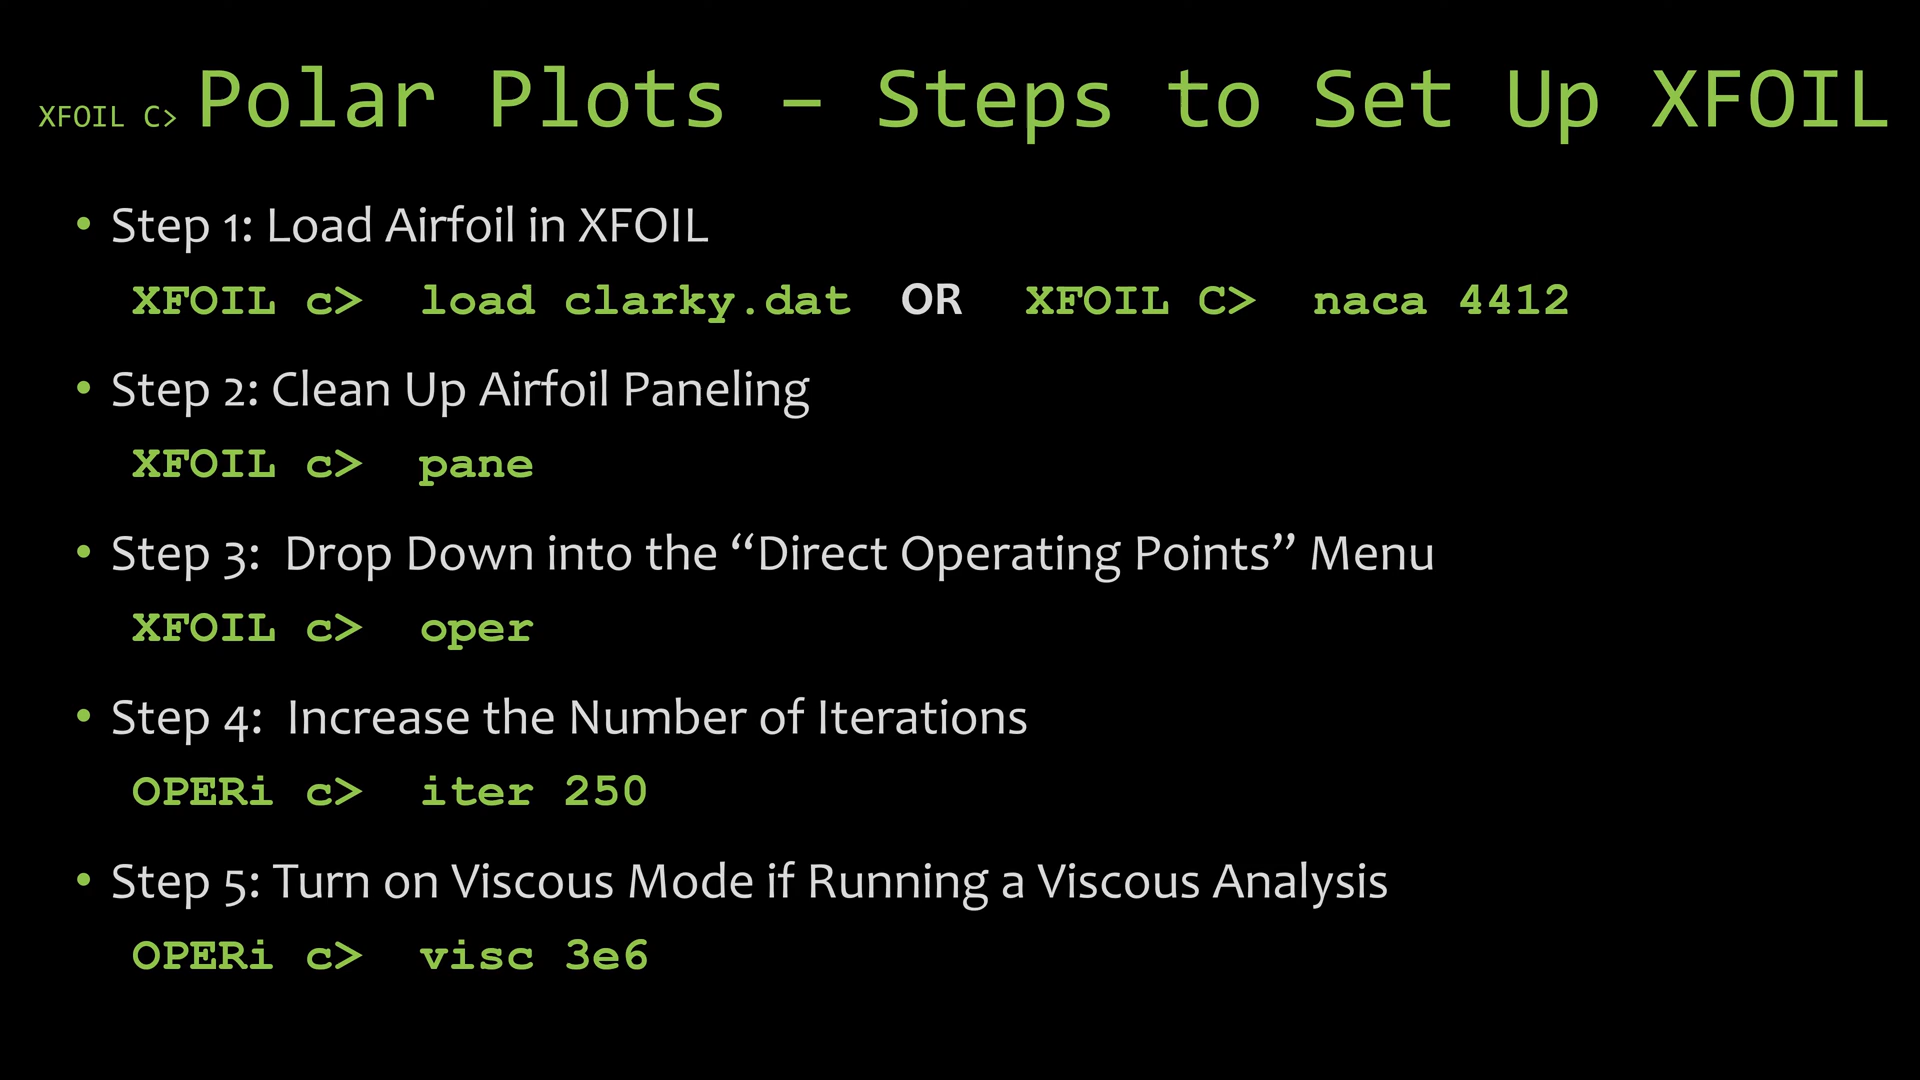 XFOIL C> Polar Plots – Steps to Set Up XFOIL
• Step 1: Load Airfoil in XFOIL
XFOIL c> load clarky.dat OR XFOIL C> naca 4412
• Step 2: Clean Up Airfoil Paneling
XFOIL c> pane
• Step 3: Drop Down into the “Direct Operating Points” Menu
XFOIL c> oper
• Step 4: Increase the Number of Iterations
OPERi c> iter 250
• Step 5: Turn on Viscous Mode if Running a Viscous Analysis
OPERi c> visc 3e6